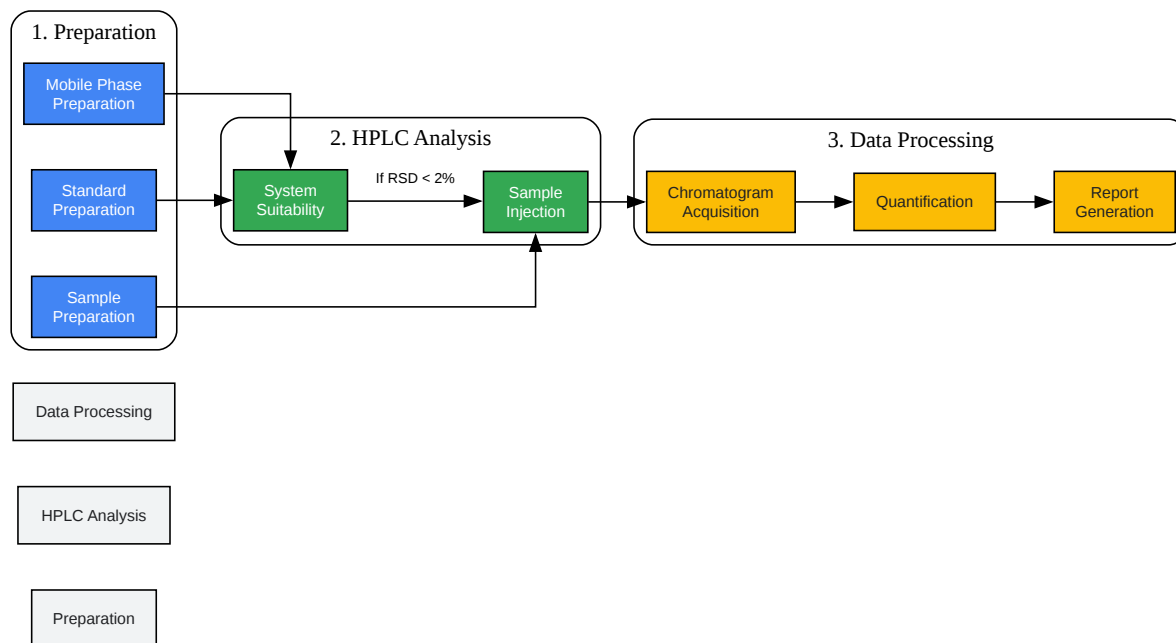 1. Preparation
Mobile Phase
Preparation
Standard
Preparation
Sample
Preparation
2. HPLC Analysis
System
Suitability
If RSD < 2%
Sample
Injection
3. Data Processing
Chromatogram
Acquisition
Quantification
Report
Generation
Data Processing
HPLC Analysis
Preparation